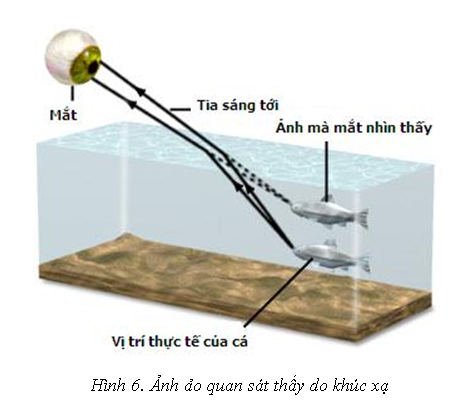 Mắt
Tia sáng tới
Ảnh mà mắt nhìn thấy
Vị trí thực tế của cá
Hình 6. Ảnh ảo quan sát thấy do khúc xạ